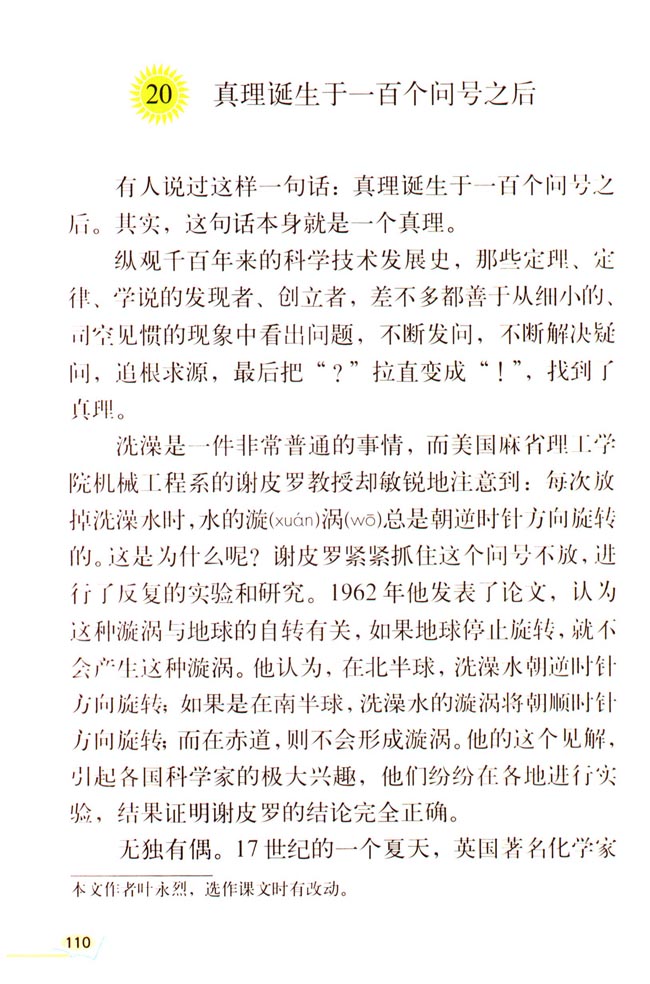 20 真理诞生于一百个问号之后
有人说过这样一句话：真理诞生于一百个问号之
后。其实，这句话本身就是一个真理。
纵观千百年来的科学技术发展史，那些定理、定
律、学说的发现者、创立者，差不多都善于从细小的、
司空见惯的现象中看出问题，不断发问，不断解决疑
问，追根求源，最后把“？”拉直变成“！”，找到了
真理。
洗澡是一件非常普通的事情，而美国麻省理工学
院机械工程系的谢皮罗教授却敏锐地注意到：每次放
掉洗澡水时，水的漩(xuán)涡(wō)总是朝逆时针方向旋转
的。这是为什么呢？谢皮罗紧紧抓住这个问号不放，进
行了反复的实验和研究。1962年他发表了论文，认为
这种漩涡与地球的自转有关，如果地球停止旋转，就不
会产生这种漩涡。他认为，在北半球，洗澡水朝逆时针
方向旋转；如果是在南半球，洗澡水的漩涡将朝顺时针
方向旋转；而在赤道，则不会形成漩涡。他的这个见解，
引起各国科学家的极大兴趣，他们纷纷在各地进行实
验，结果证明谢皮罗的结论完全正确。
无独有偶。17世纪的一个夏天，英国著名化学家
本文作者叶永烈，选作课文时有改动。
110